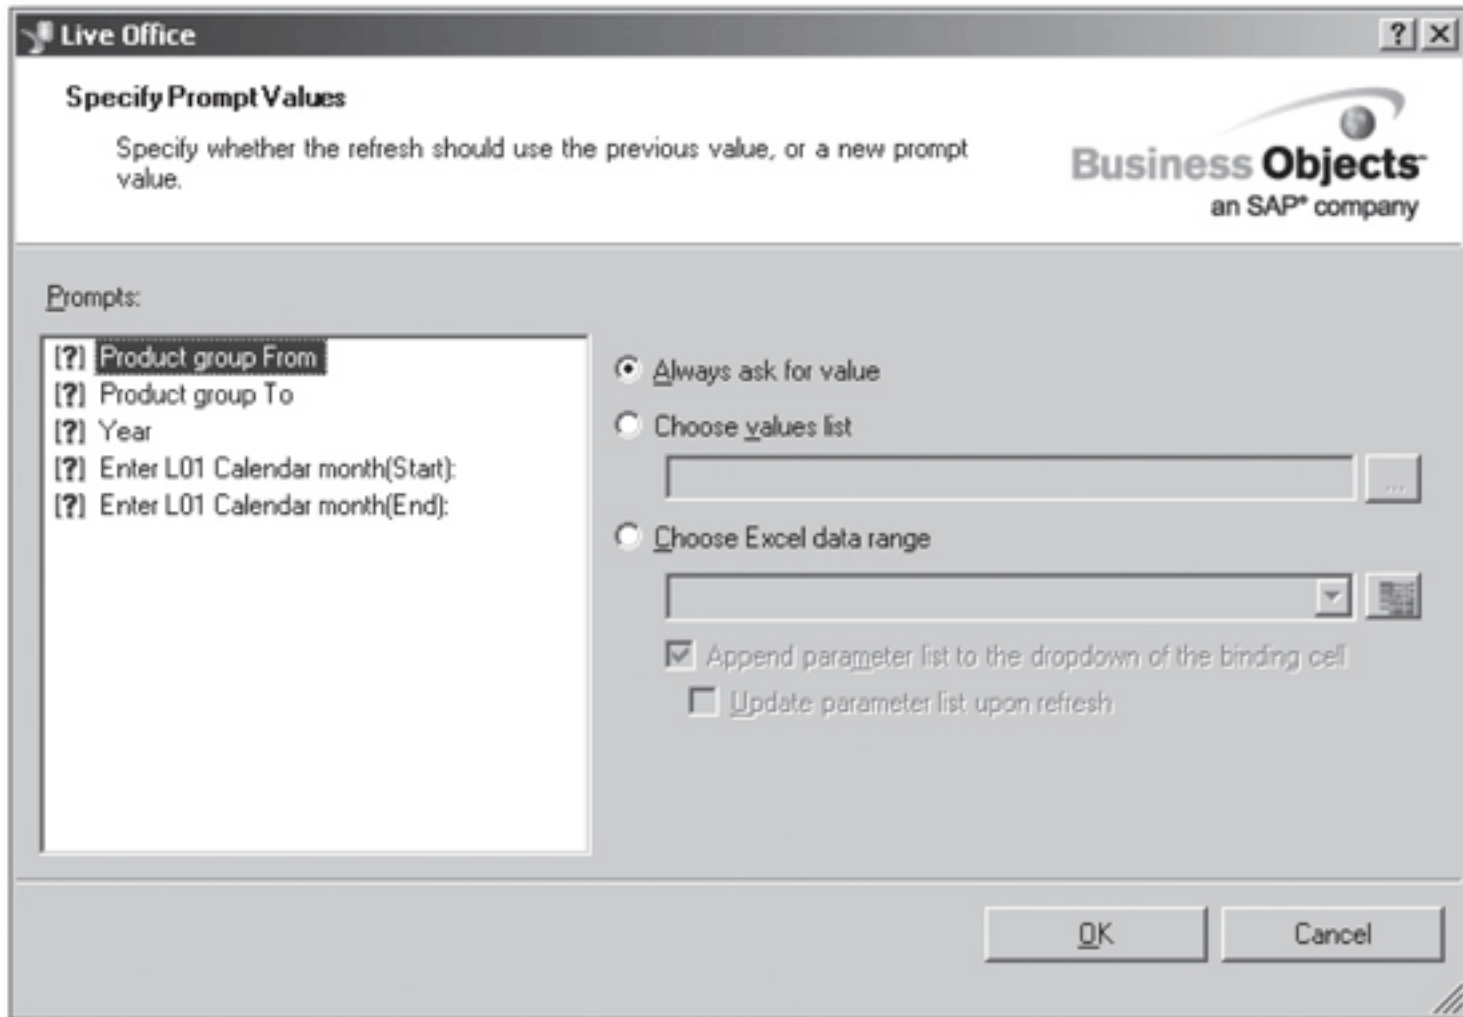 Live Office
Specify Prompt Values
Specify whether the refresh should use the previous value, or a new prompt
value.
Business Objects™
an SAP® company
Prompts:
[?] Product group From
[?] Product group To
[?] Year
[?] Enter L01 Calendar month(Start):
[?] Enter L01 Calendar month(End):
Always ask for value
Choose values list
...
Choose Excel data range
Append parameter list to the dropdown of the binding cell
Update parameter list upon refresh
OK
Cancel